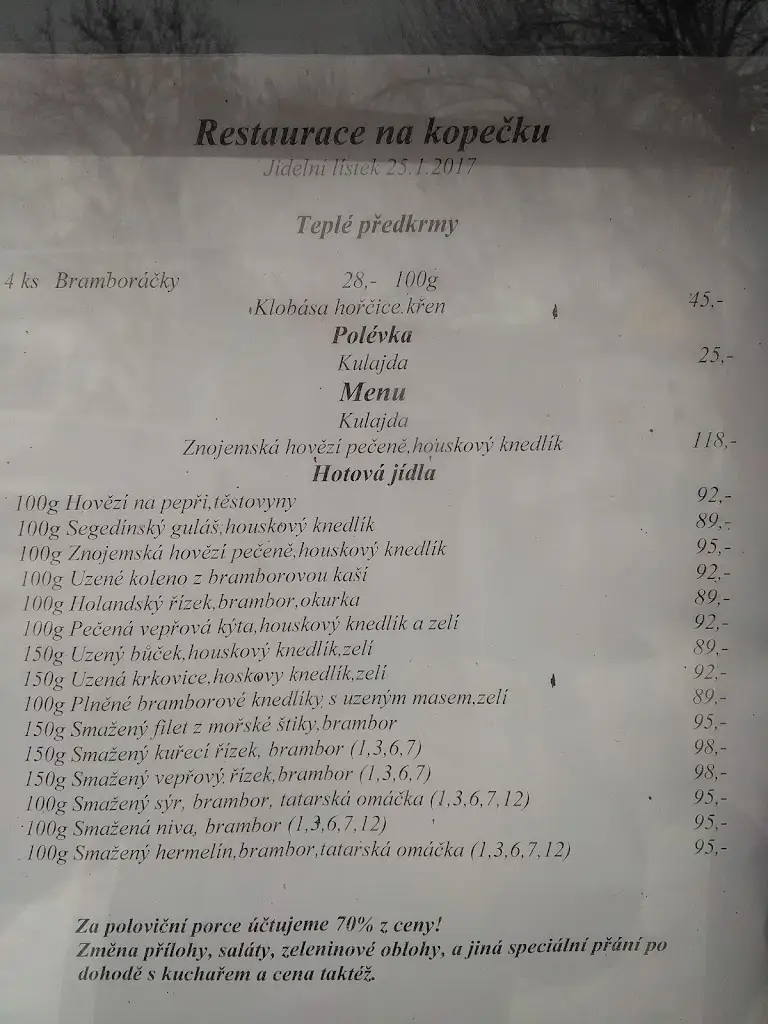 Restaurace na kopečku
Jídelní lístek 25.1.2017
Teplé předkrmy
4 ks Bramboráčky 28,- 100g
Klobása hořčice.křen 45,-
Polévka
Kulajda 25,-
Menu
Kulajda
Znojemská hovězí pečeně,houskový knedlík 118,-
Hotová jídla
100g Hovězí na pepři,těstovyny 92,-
100g Segedínský guláš,houskový knedlík 89,-
100g Znojemská hovězí pečeně,houskový knedlík 95,-
100g Uzené koleno z bramborovou kaší 92,-
100g Holandský řízek,brambor,okurka 89,-
100g Pečená vepřová kýta,houskový knedlík a zelí 92,-
150g Uzený bůček,houskový knedlík,zelí 89,-
150g Uzená krkovice,hoskovy knedlík,zelí 92,-
100g Plněné bramborové knedlíky s uzeným masem,zelí 89,-
150g Smažený filet z mořské štiky,brambor 95,-
150g Smažený kuřecí řízek, brambor (1,3,6,7) 98,-
150g Smažený vepřový řízek,brambor (1,3,6,7) 98,-
100g Smažený sýr, brambor, tatarská omáčka (1,3,6,7,12) 95,-
100g Smažená niva, brambor (1,3,6,7,12) 95,-
100g Smažený hermelín,brambor,tatarská omáčka (1,3,6,7,12) 95,-
Za poloviční porce účtujeme 70% z ceny!
Změna přílohy, saláty, zeleninové oblohy, a jiná speciální přání po
dohodě s kuchařem a cena taktéž.